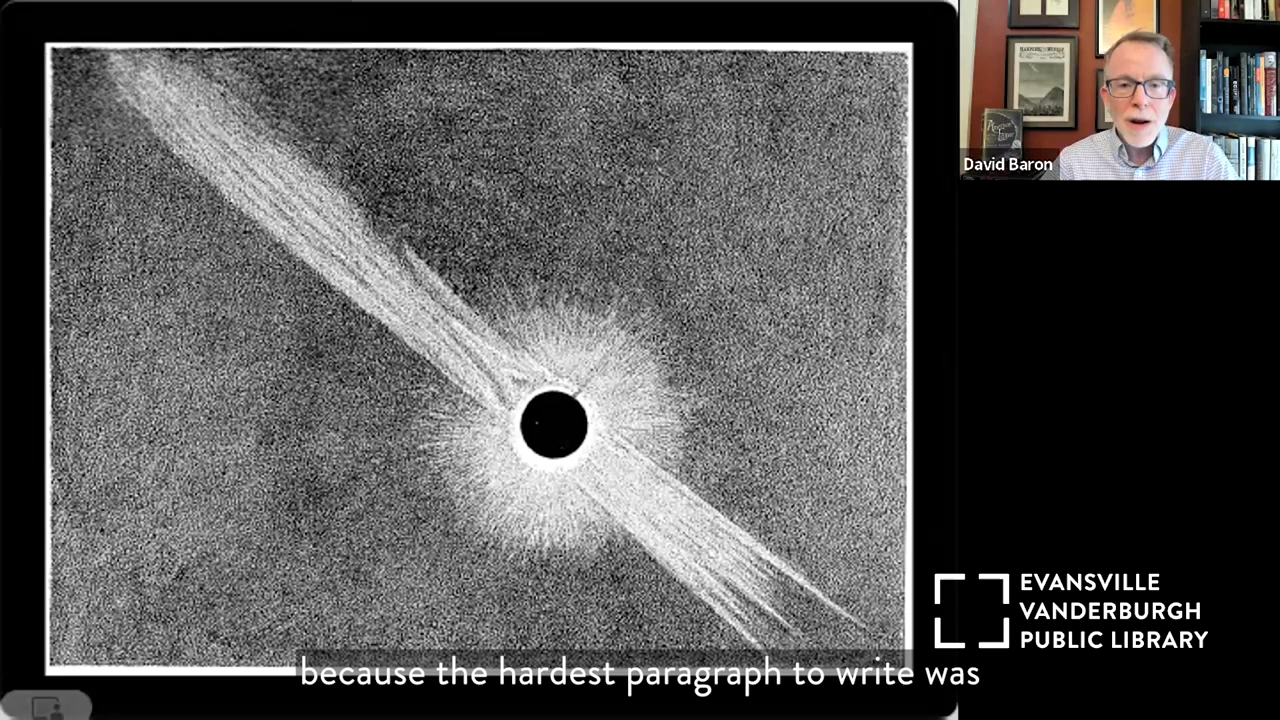 David Baron
EVANSVILLE
VANDERBURGH
PUBLIC LIBRARY
because the hardest paragraph to write was